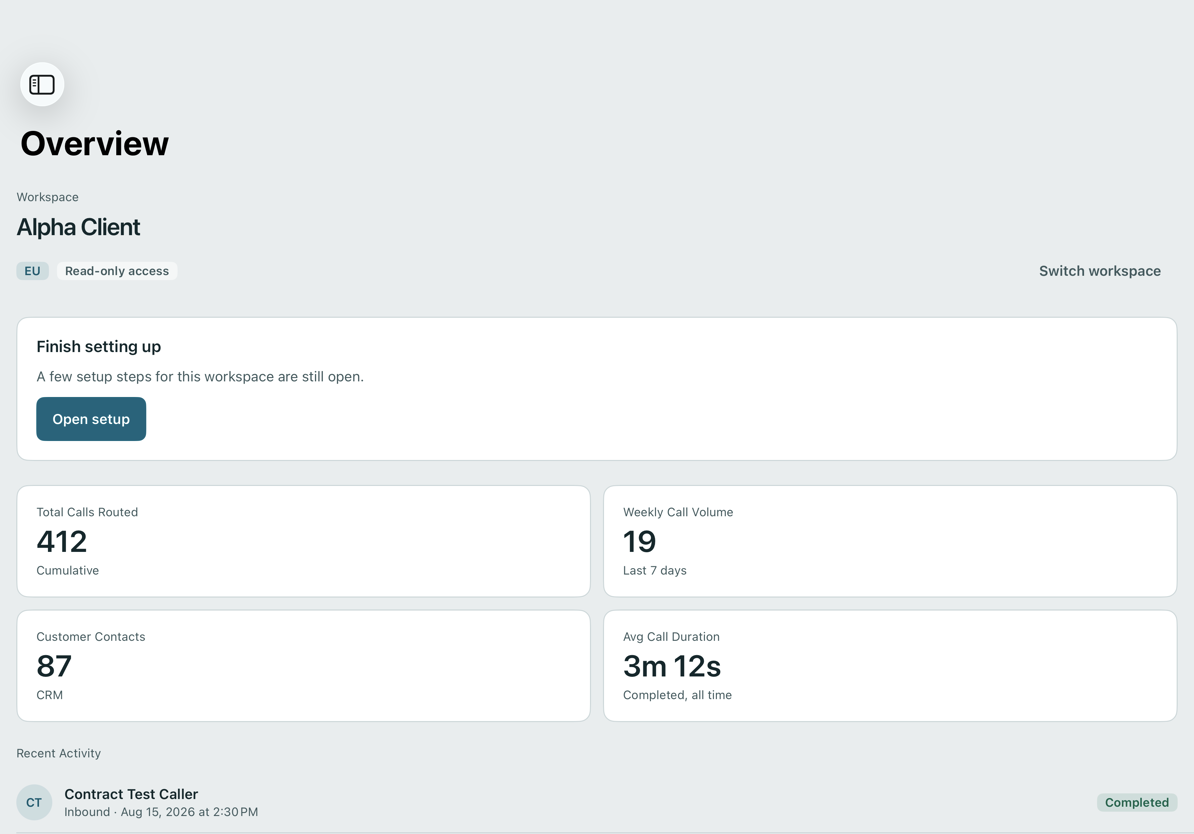 Overview
Workspace
Alpha Client
EU
Read-only access
Switch workspace
Finish setting up
A few setup steps for this workspace are still open.
Open setup
Total Calls Routed
412
Cumulative
Weekly Call Volume
19
Last 7 days
Customer Contacts
87
CRM
Avg Call Duration
3m 12s
Completed, all time
Recent Activity
CT
Contract Test Caller
Inbound · Aug 15, 2026 at 2:30 PM
Completed